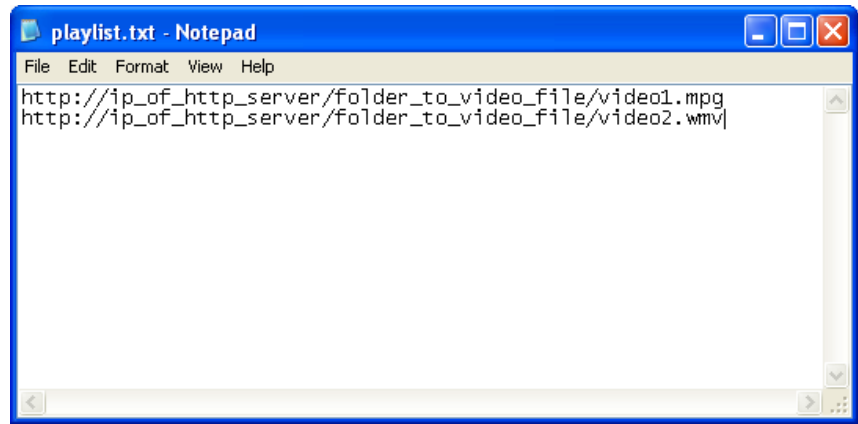 playlist.txt - Notepad
File Edit Format View Help
http://ip_of_http_server/folder_to_video_file/video1.mpg
http://ip_of_http_server/folder_to_video_file/video2.wmv